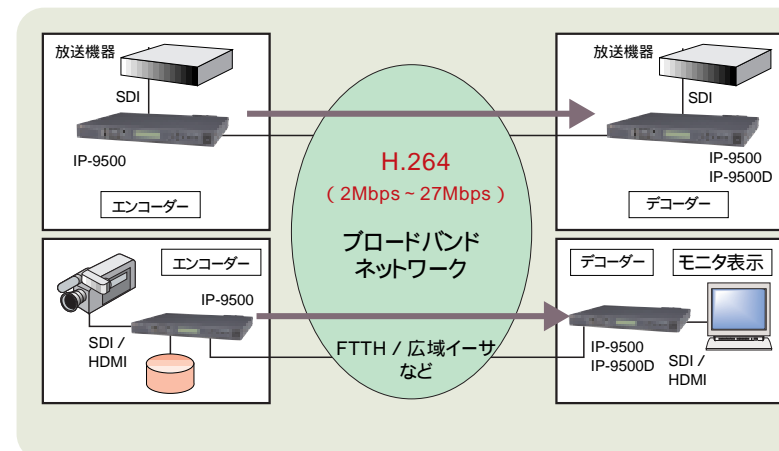 放送機器
SDI
IP-9500
エンコーダー
エンコーダー
IP-9500
SDI /
HDMI
H.264
( 2Mbps ~ 27Mbps )
ブロードバンド
ネットワーク
FTTH / 広域イーサ
など
放送機器
SDI
IP-9500
IP-9500D
デコーダー
デコーダー
モニタ表示
IP-9500
IP-9500D
SDI /
HDMI